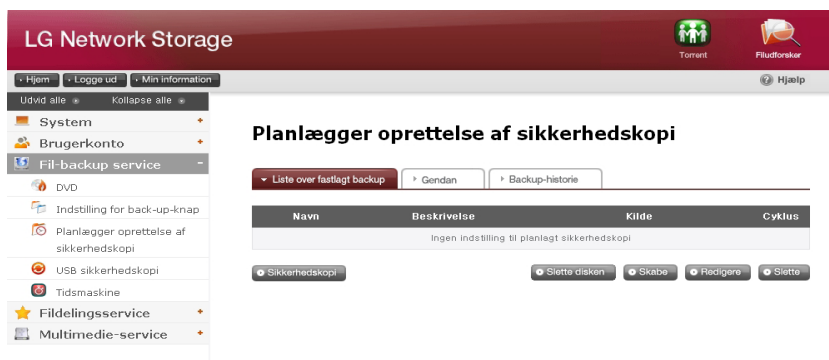 LG Network Storage
Torrent
Filudforsker
Hjem
Logge ud
Min information
Hjælp
Udvid alle
Kollapse alle
System +
Brugerkonto +
Fil-backup service -
DVD
Indstilling for back-up-knap
Planlægger oprettelse af
sikkerhedskopi
USB sikkerhedskopi
Tidsmaskine
Fildelingsservice +
Multimedie-service +
Planlægger oprettelse af sikkerhedskopi
Liste over fastlagt backup
Gendan
Backup-historie
Navn Beskrivelse Kilde Cyklus
Ingen indstilling til planlagt sikkerhedskopi
Sikkerhedskopi
Slette disken
Skabe
Redigere
Slette